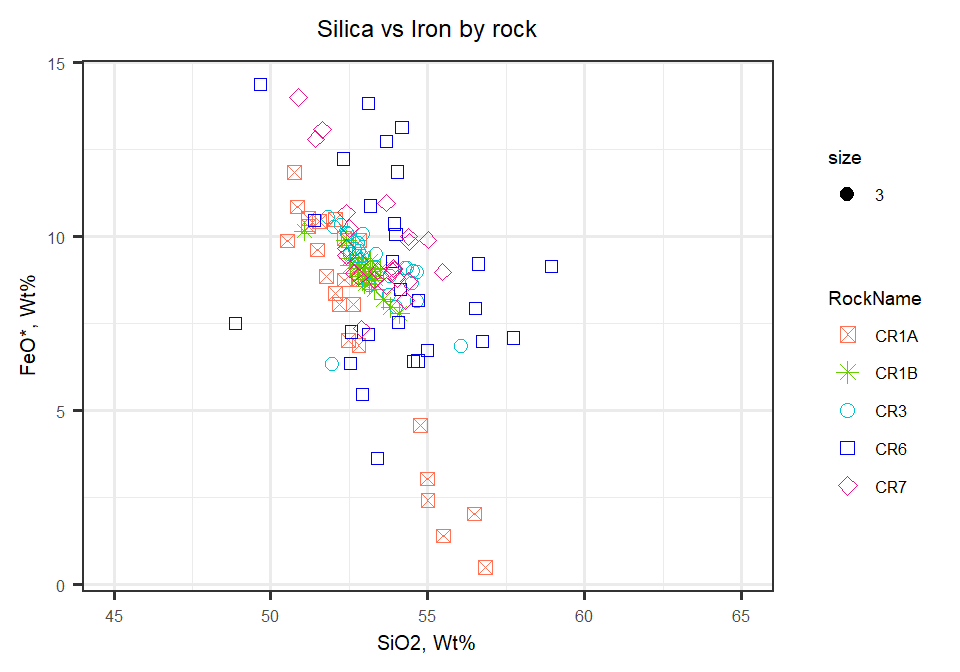 Silica vs Iron by rock
15
10
5
0
FeO*, Wt%
45 50 55 60 65
SiO2, Wt%
size
3
RockName
CR1A
CR1B
CR3
CR6
CR7